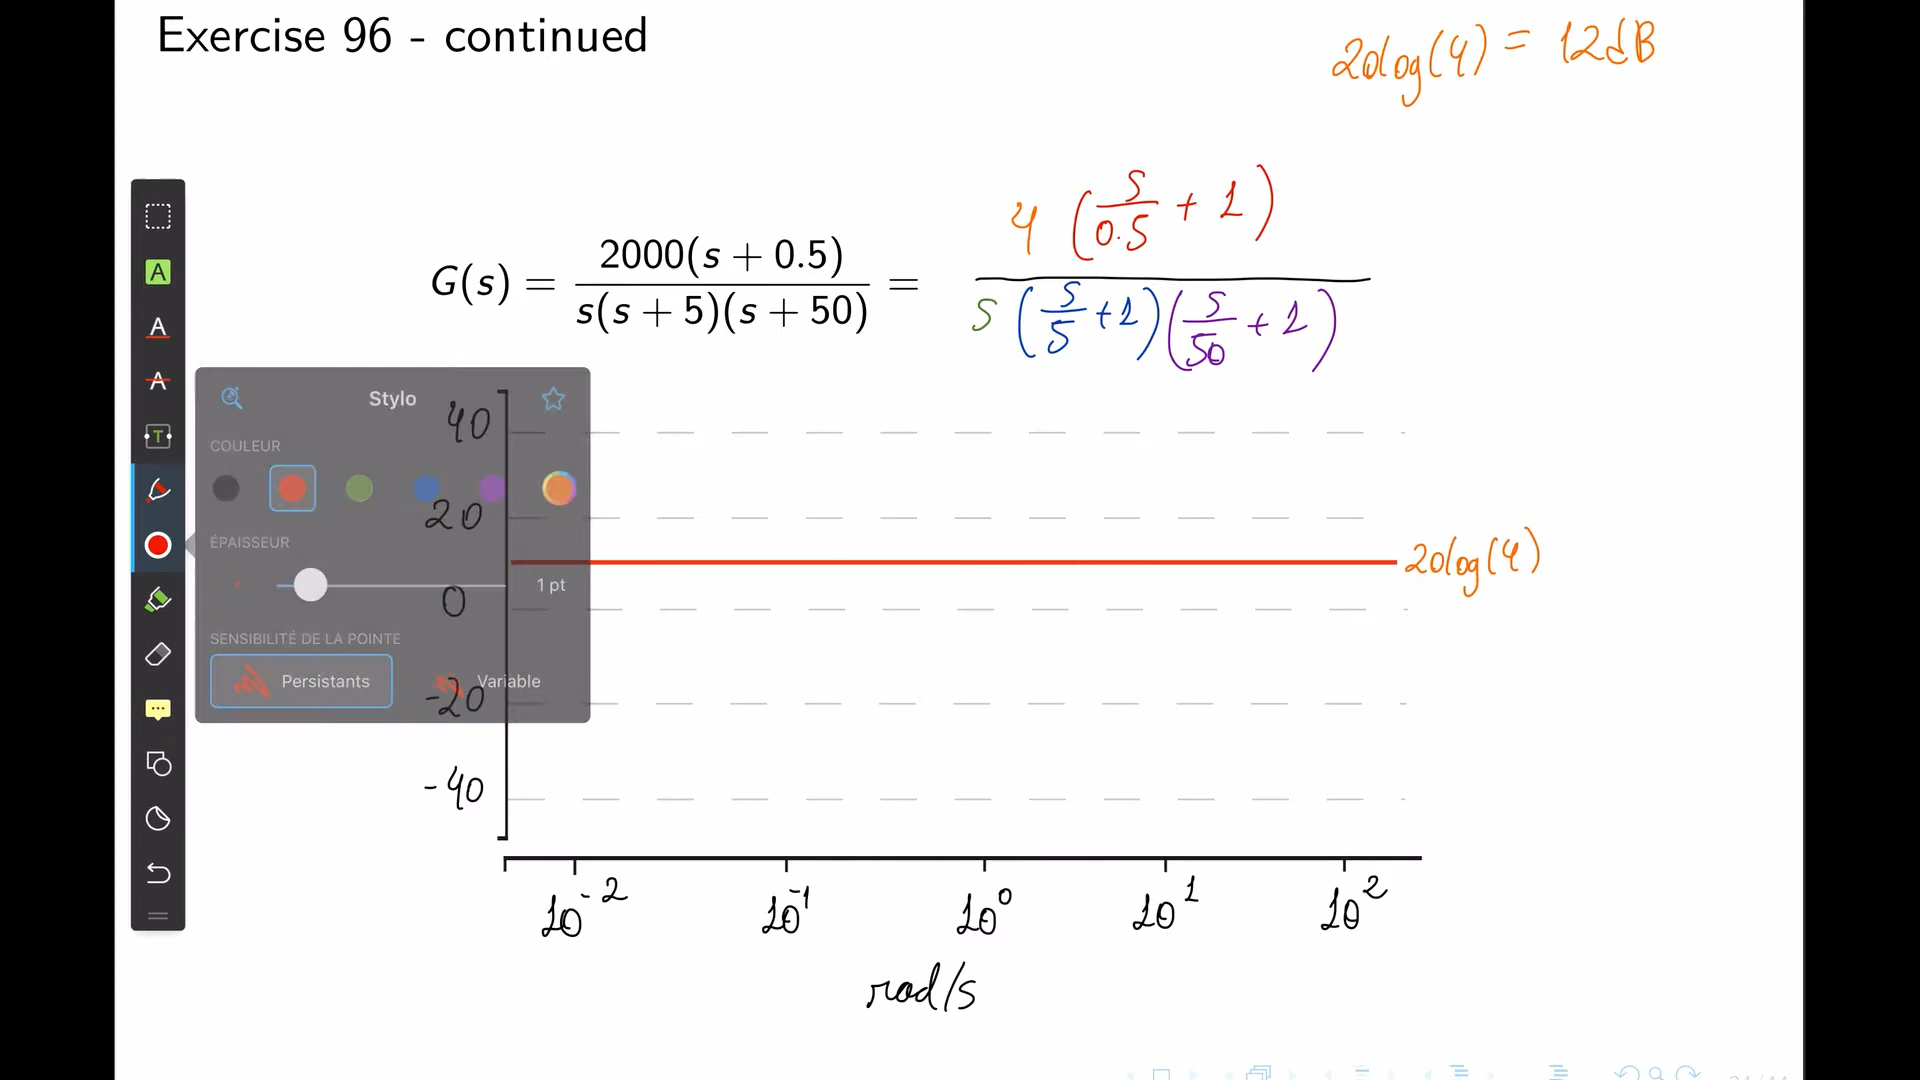 Exercise 96 - continued
20log(4) = 12dB
G(s) = 2000(s + 0.5) / s(s + 5)(s + 50) = 4 (s/0.5 + 1) / s (s/5 + 1)(s/50 + 1)
Stylo
COULEUR
ÉPAISSEUR
1 pt
SENSIBILITÉ DE LA POINTE
Persistants
Variable
A
A
A
T
40
20
0
-20
-40
20log(4)
10^-2 10^-1 10^0 10^1 10^2
rad/s